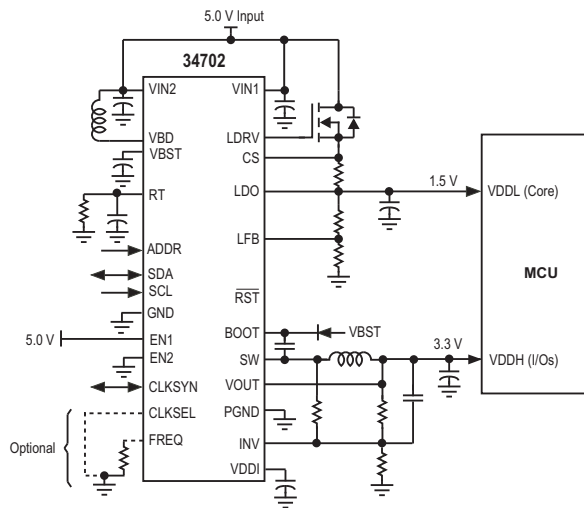 5.0 V Input
34702
VIN2
VIN1
VBD
LDRV
VBST
CS
RT
LDO
1.5 V
VDDL (Core)
ADDR
LFB
SDA
MCU
SCL
RST
GND
BOOT
VBST
5.0 V
EN1
3.3 V
EN2
SW
VDDH (I/Os)
CLKSYN
VOUT
CLKSEL
PGND
Optional
FREQ
INV
VDDI